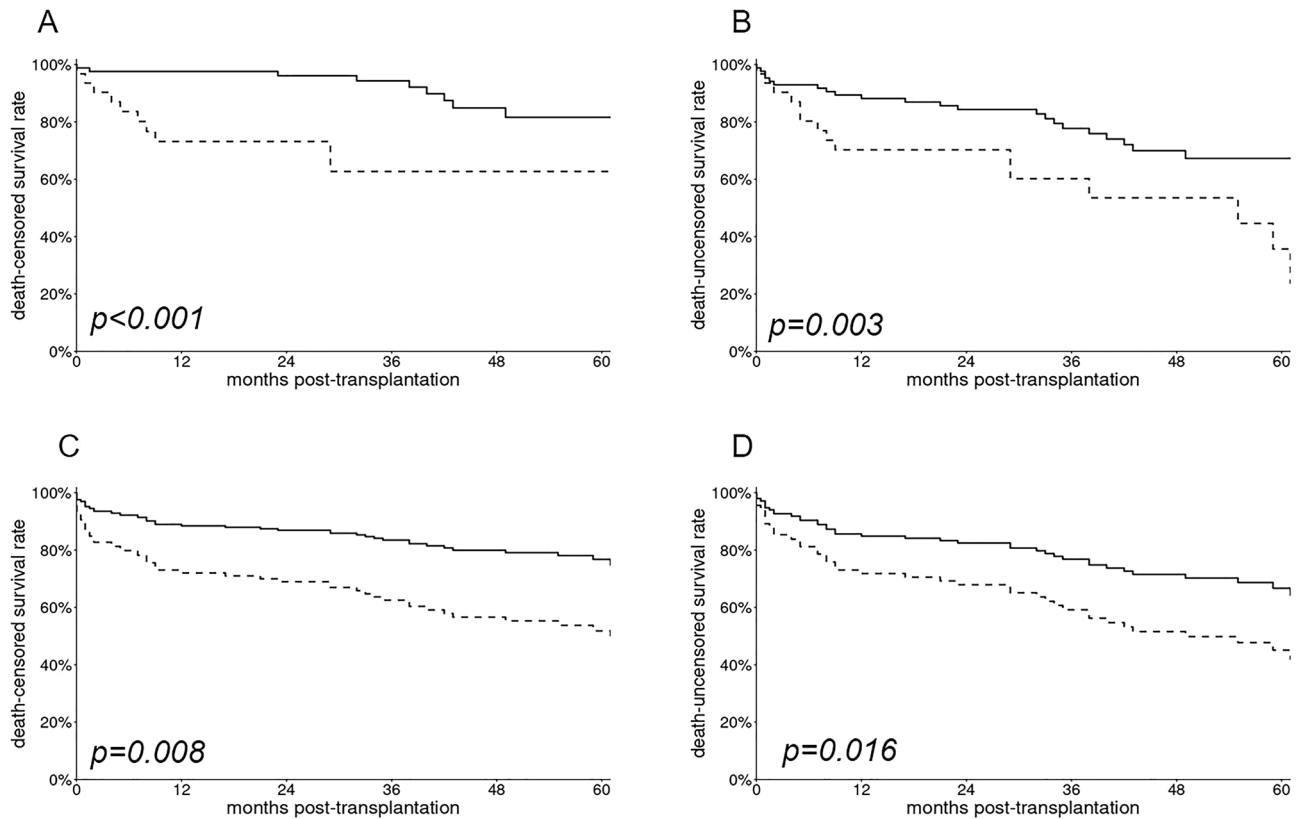 A
death-censored survival rate
100%
80%
60%
40%
20%
0%
p<0.001
0 12 24 36 48 60
months post-transplantation
B
death-uncensored survival rate
100%
80%
60%
40%
20%
0%
p=0.003
0 12 24 36 48 60
months post-transplantation
C
death-censored survival rate
100%
80%
60%
40%
20%
0%
p=0.008
0 12 24 36 48 60
months post-transplantation
D
death-uncensored survival rate
100%
80%
60%
40%
20%
0%
p=0.016
0 12 24 36 48 60
months post-transplantation